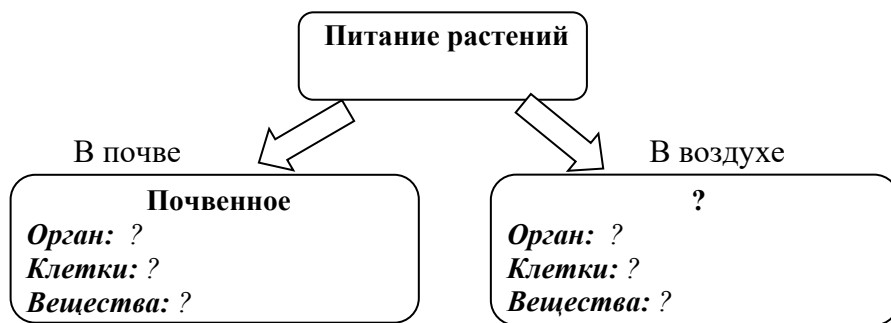 Питание растений
В почве
В воздухе
Почвенное
Орган: ?
Клетки: ?
Вещества: ?
?
Орган: ?
Клетки: ?
Вещества: ?